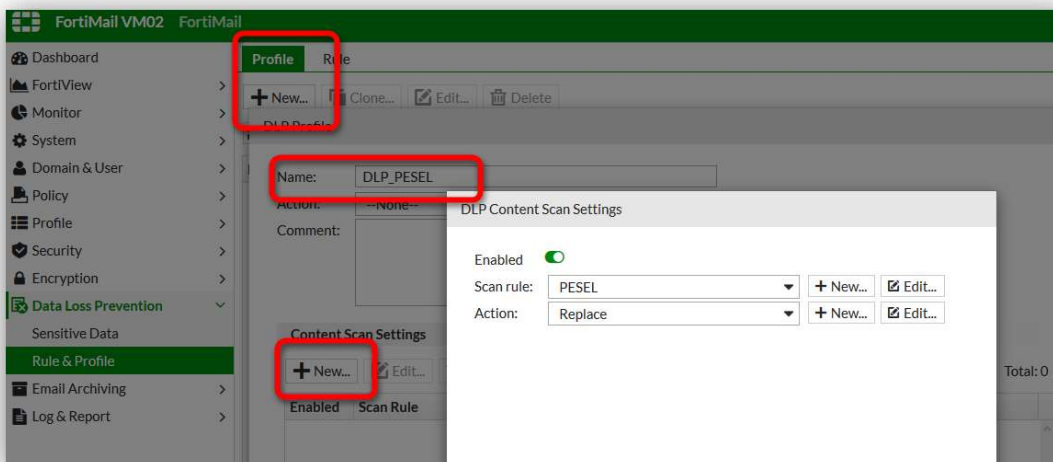 FortiMail VM02 FortiMail
Dashboard
FortiView
Monitor
System
Domain & User
Policy
Profile
Security
Encryption
Data Loss Prevention
Sensitive Data
Rule & Profile
Email Archiving
Log & Report
Profile Rule
New... Clone... Edit... Delete
DLP Profile
Name: DLP_PESEL
Action: --None--
Comment:
Content Scan Settings
New... Edit...
Total: 0
Enabled Scan Rule
DLP Content Scan Settings
Enabled
Scan rule: PESEL New... Edit...
Action: Replace New... Edit...